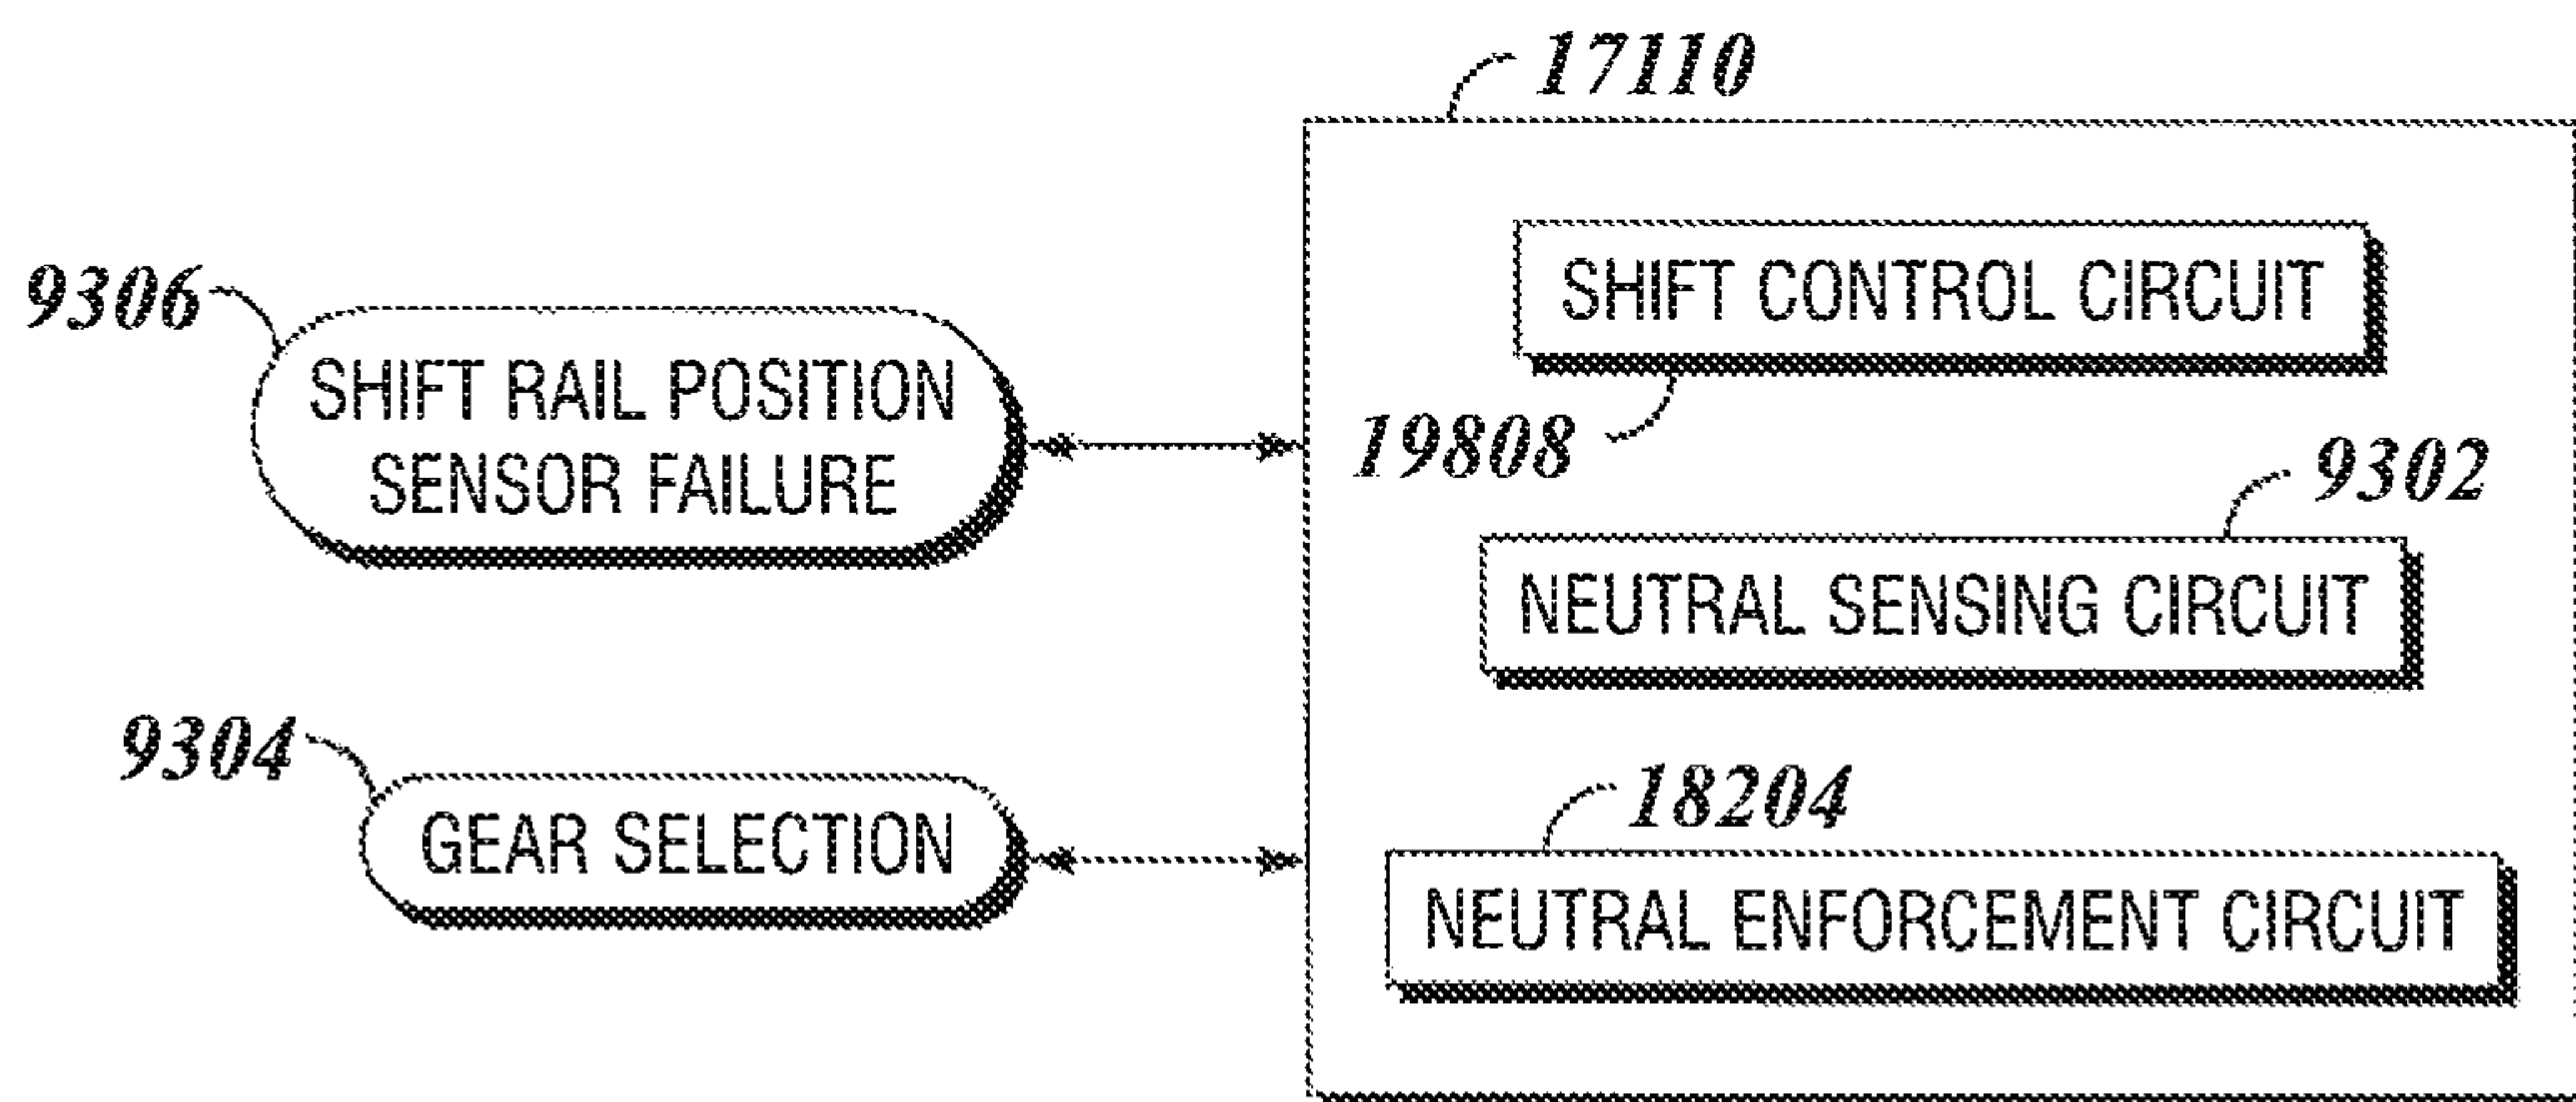 17110
SHIFT CONTROL CIRCUIT
19808
9306
SHIFT RAIL POSITION
SENSOR FAILURE
9302
NEUTRAL SENSING CIRCUIT
9304
GEAR SELECTION
18204
NEUTRAL ENFORCEMENT CIRCUIT